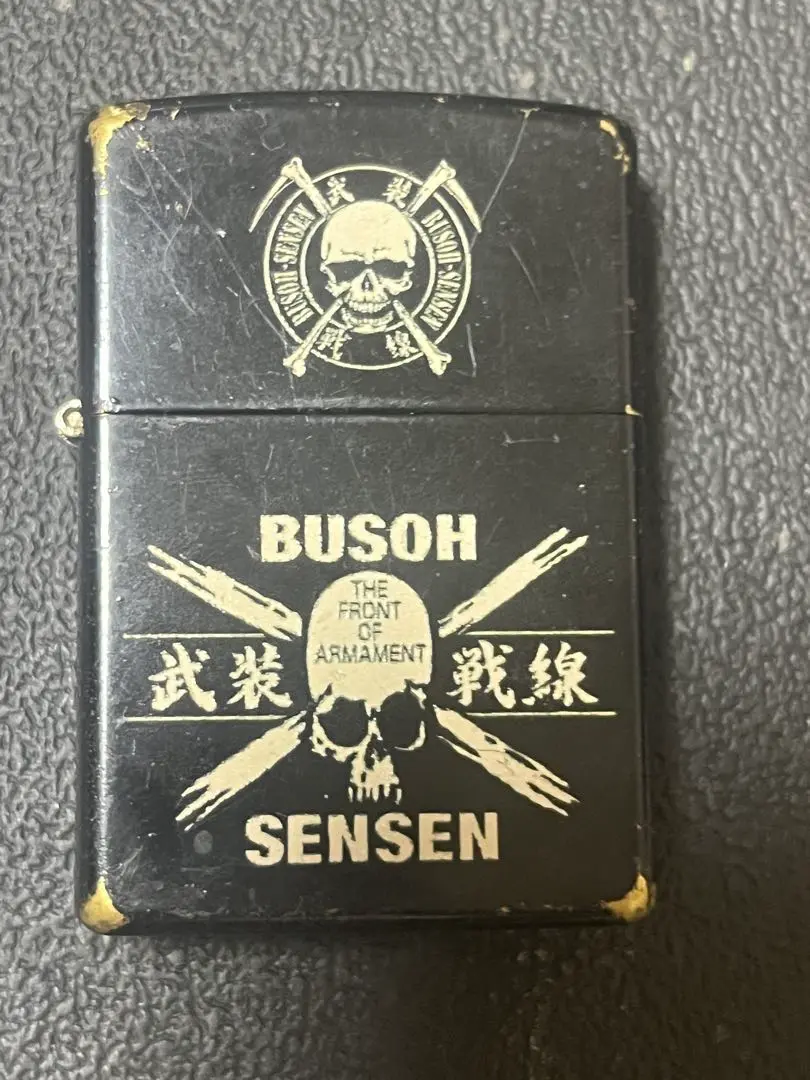 武装
BUSOH-SENSEN
BUSOH-SENSEN
戦線
BUSOH
THE
FRONT
OF
ARMAMENT
武装 戦線
SENSEN